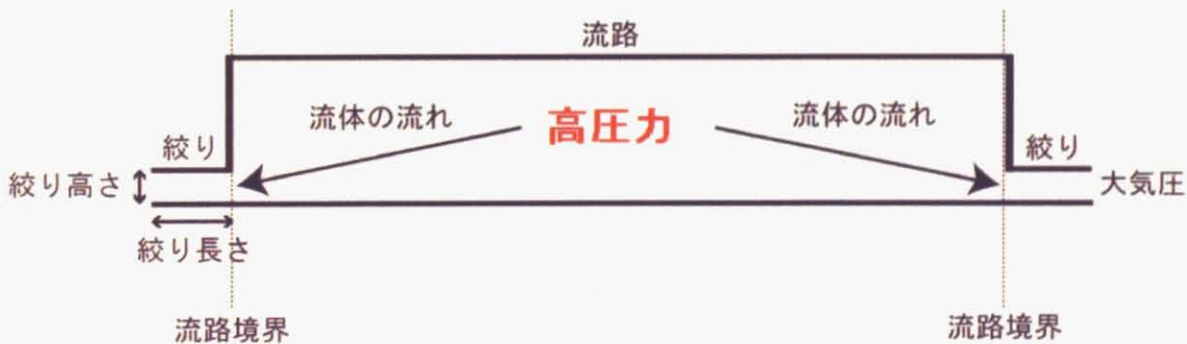 流路
流体の流れ
高圧力
流体の流れ
絞り
絞り
絞り高さ
大気圧
絞り長さ
流路境界
流路境界